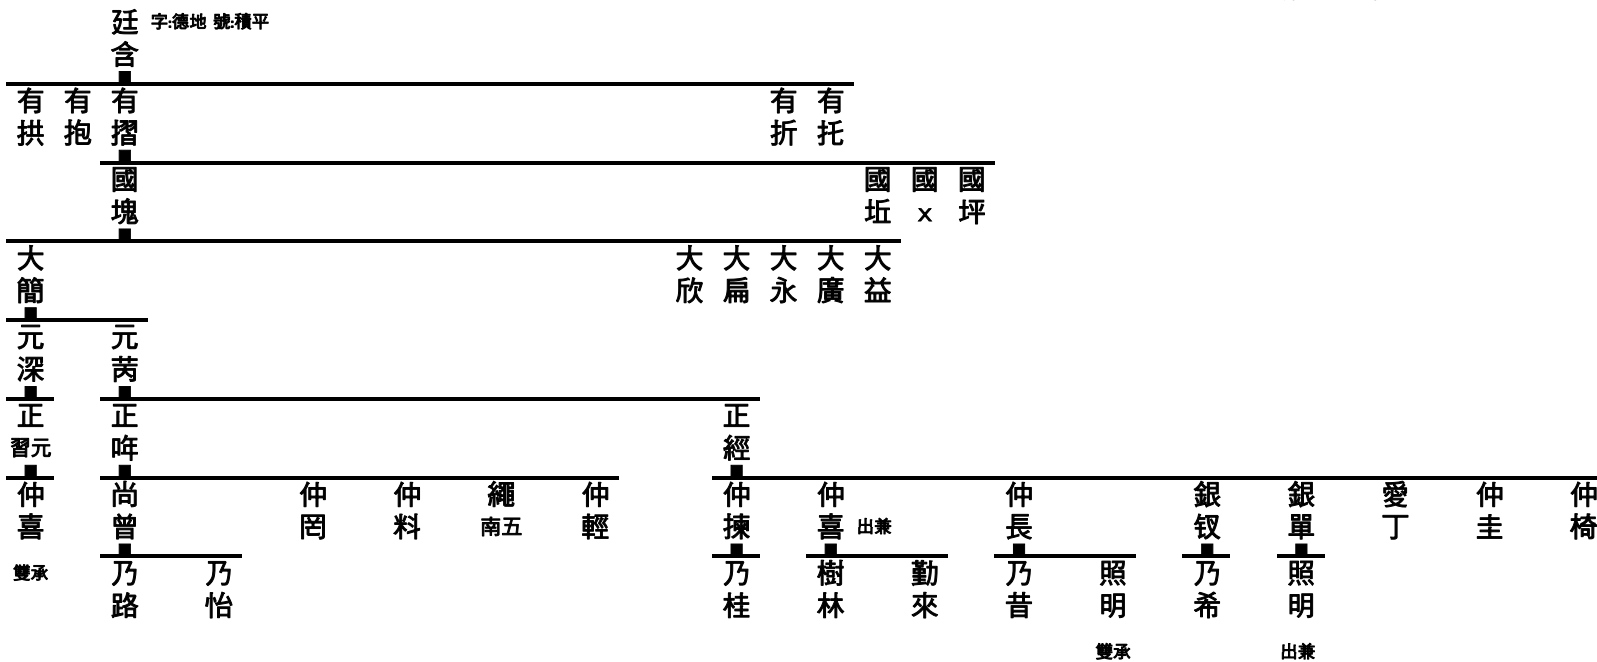 廷含 字:德地 號:積平
有拱 有抱 有摺 有折 有托
國塊 國坵 國x 國坪
大簡 大欣 大扁 大永 大廣 大益
元深 元苪
正習元 正哖 正經
仲喜 尚曾 仲罔 仲料 繩南五 仲輕 仲揀 仲喜 出兼 仲長 銀钗 銀單 愛丁 仲圭 仲椅
雙承 乃路 乃怡 乃桂 樹林 勤來 乃昔 照明 乃希 照明
雙承 出兼